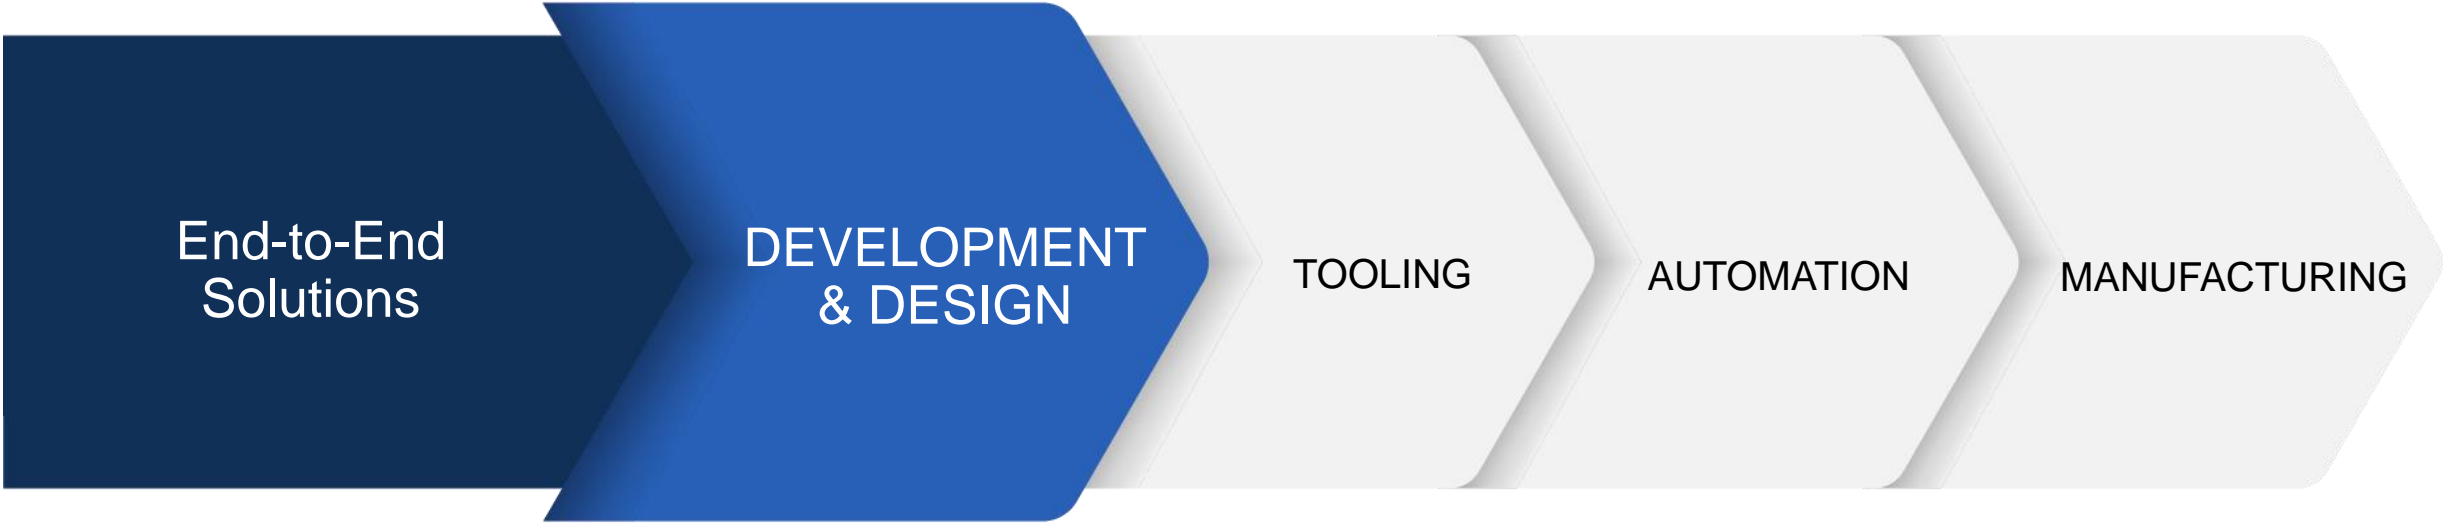 End-to-End
Solutions
DEVELOPMENT
& DESIGN
TOOLING
AUTOMATION
MANUFACTURING